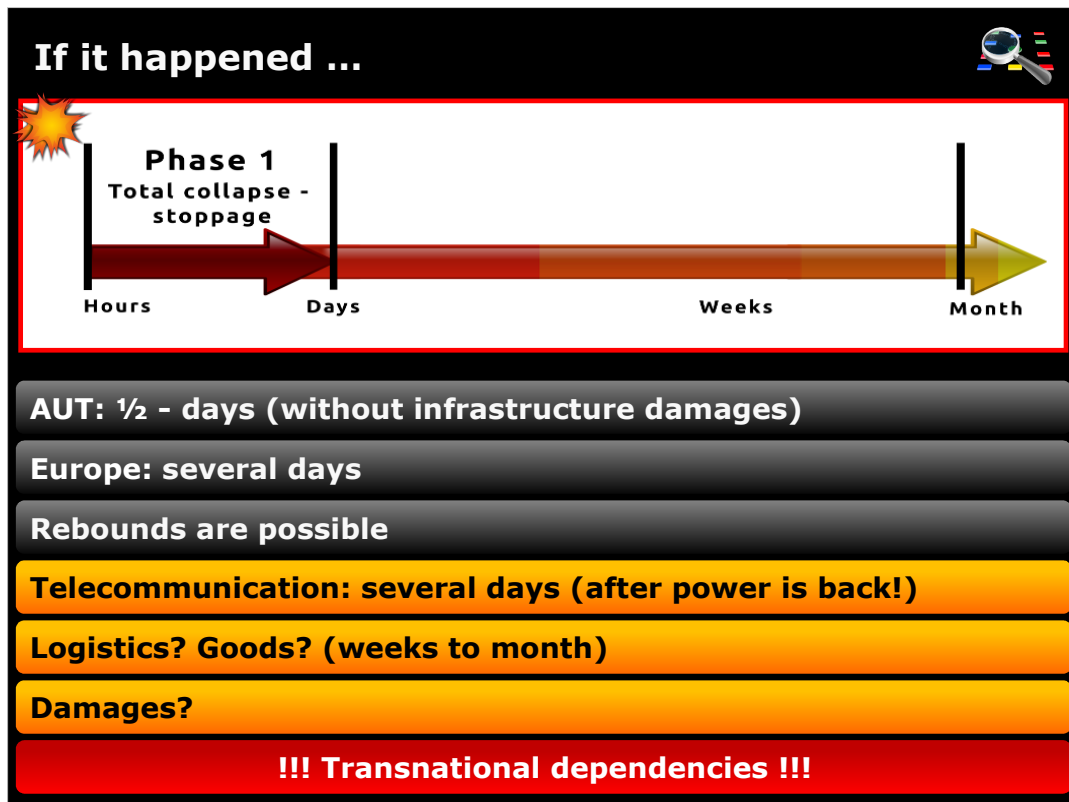 If it happened ...
Phase 1
Total collapse -
stoppage
Hours
Days
Weeks
Month
AUT: ½ - days (without infrastructure damages)
Europe: several days
Rebounds are possible
Telecommunication: several days (after power is back!)
Logistics? Goods? (weeks to month)
Damages?
!!! Transnational dependencies !!!